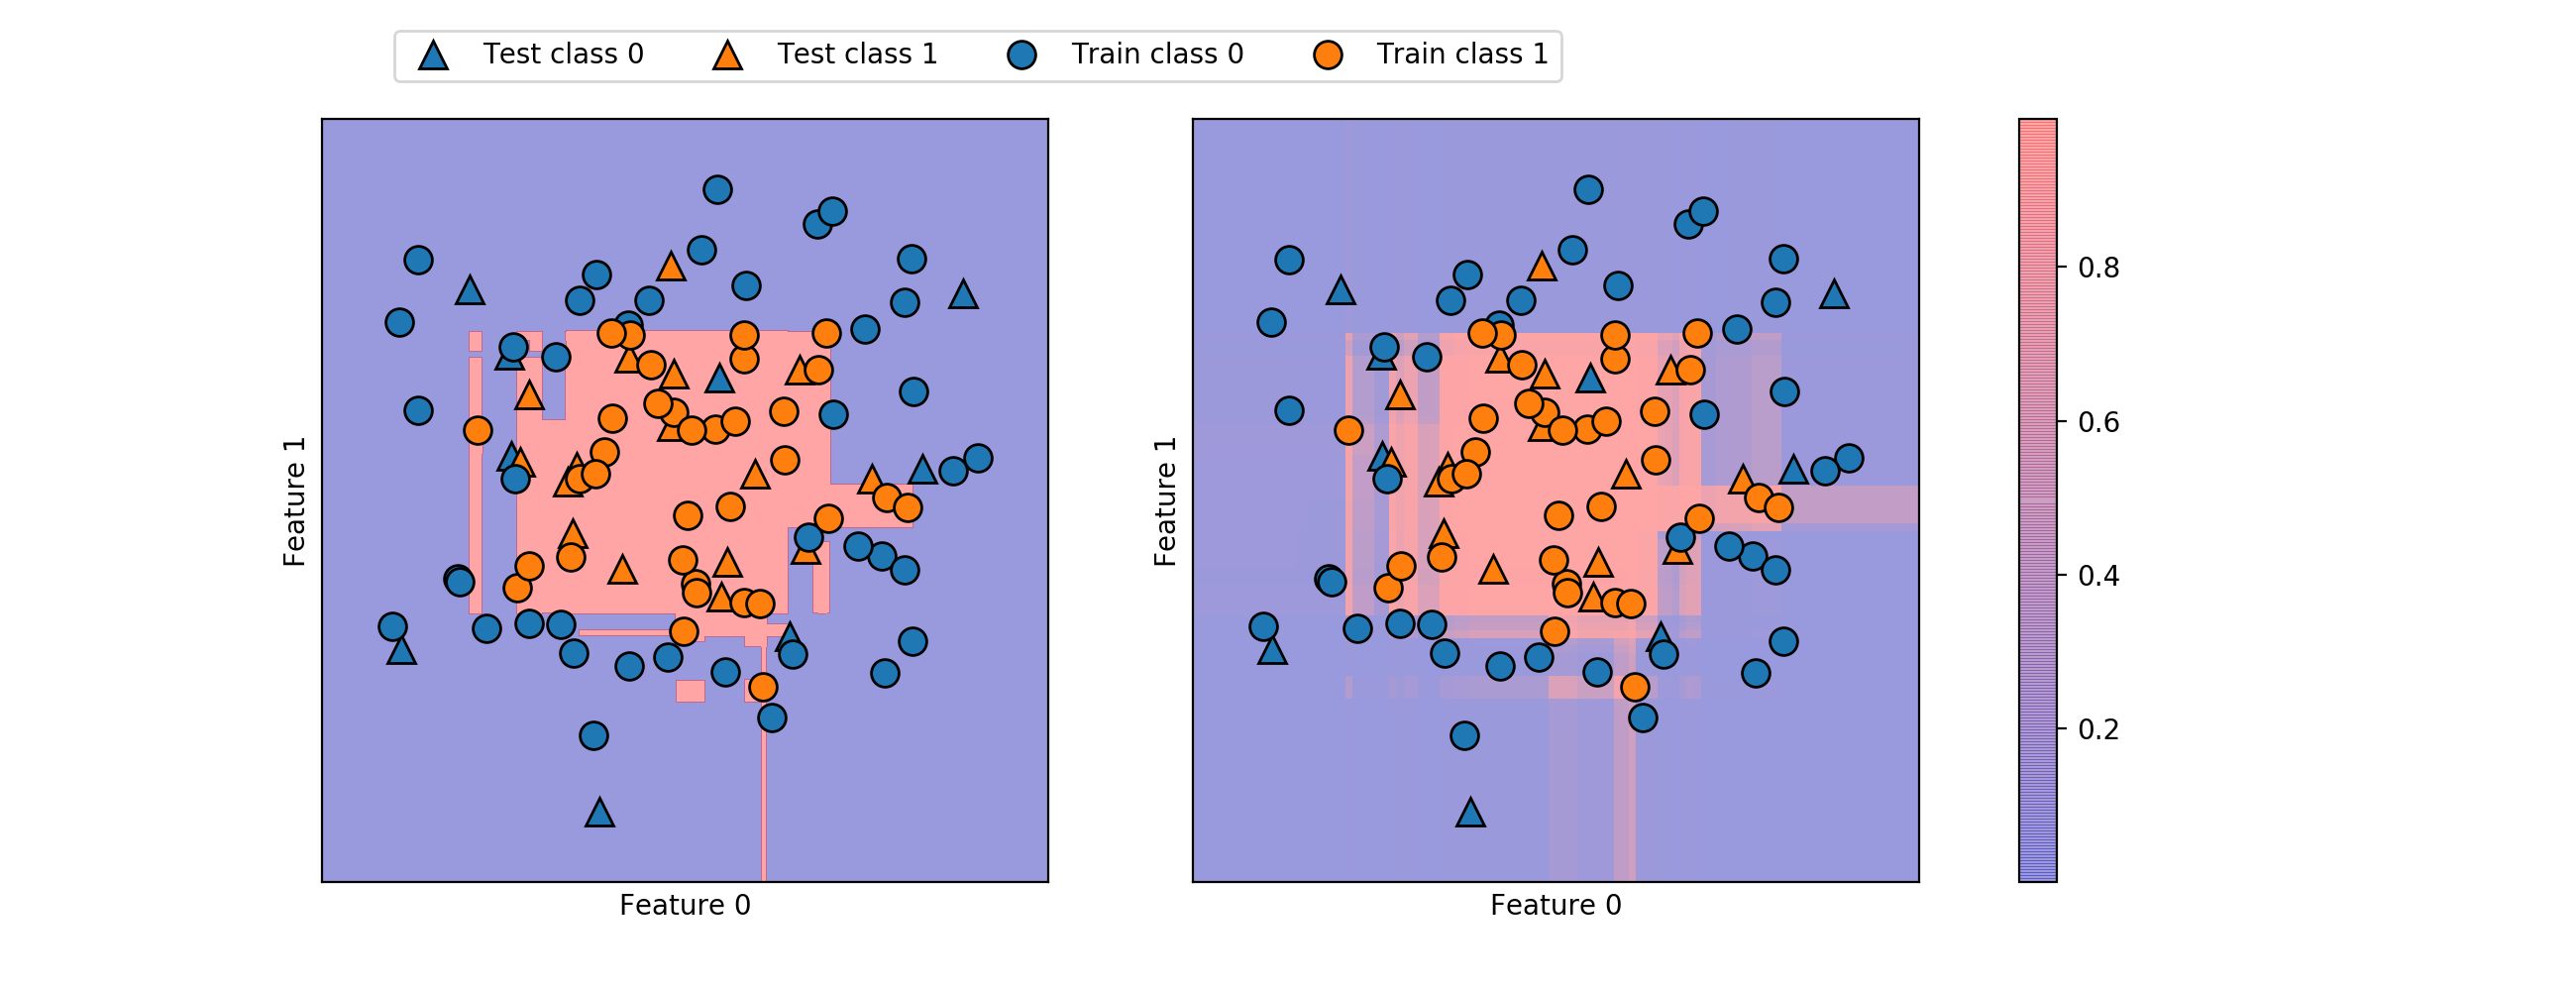 Test class 0 Test class 1 Train class 0 Train class 1
Feature 1
Feature 0
Feature 1
Feature 0
0.8
0.6
0.4
0.2